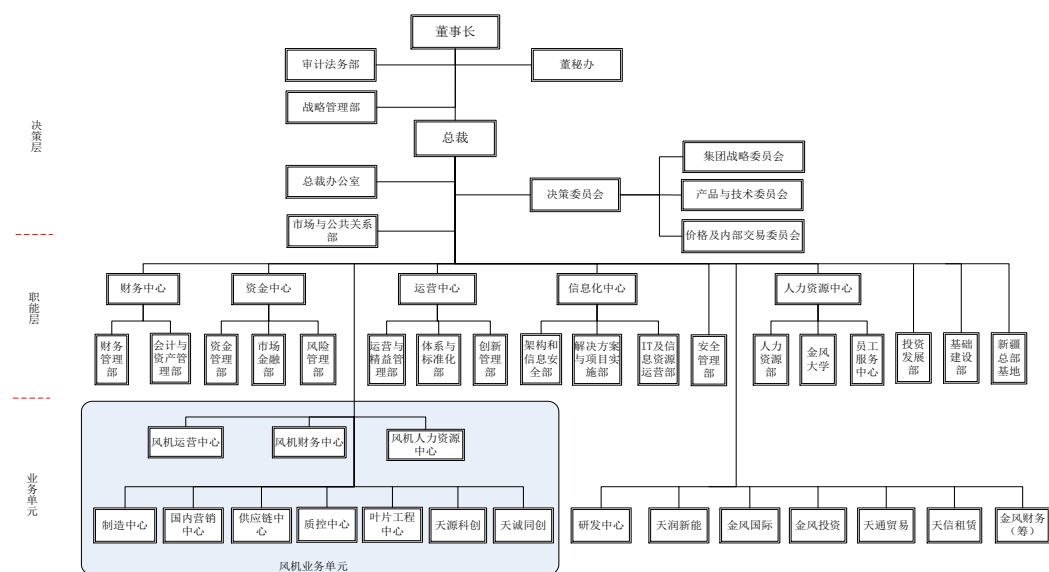 董事长
审计法务部
董秘办
战略管理部
决策层
总裁
集团战略委员会
总裁办公室
决策委员会
产品与技术委员会
市场与公共关系
部
价格及内部交易委员会
职能层
财务中心
资金中心
运营中心
信息化中心
人力资源中心
财务
管理
部
会计与
资产管
理部
资金
管理
部
市场
金融
部
风险
管理
部
运营与
精益管
理部
体系与
标准化
部
创新
管理
部
架构和
信息安
全部
解决方案
与项目实
施部
IT及信
息资源
运营部
安全
管理
部
人力
资源
部
金风
大学
员工
服务
中心
投资
发展
部
基础
建设
部
新疆
总部
基地
业务单元
风机运营中心
风机财务中心
风机人力资源
中心
制造中心
国内营销
中心
供应链中
心
质控中心
叶片工程
中心
天源科创
天诚同创
研发中心
天润新能
金风国际
金风投资
天通贸易
天信租赁
金风财务
（筹）
风机业务单元